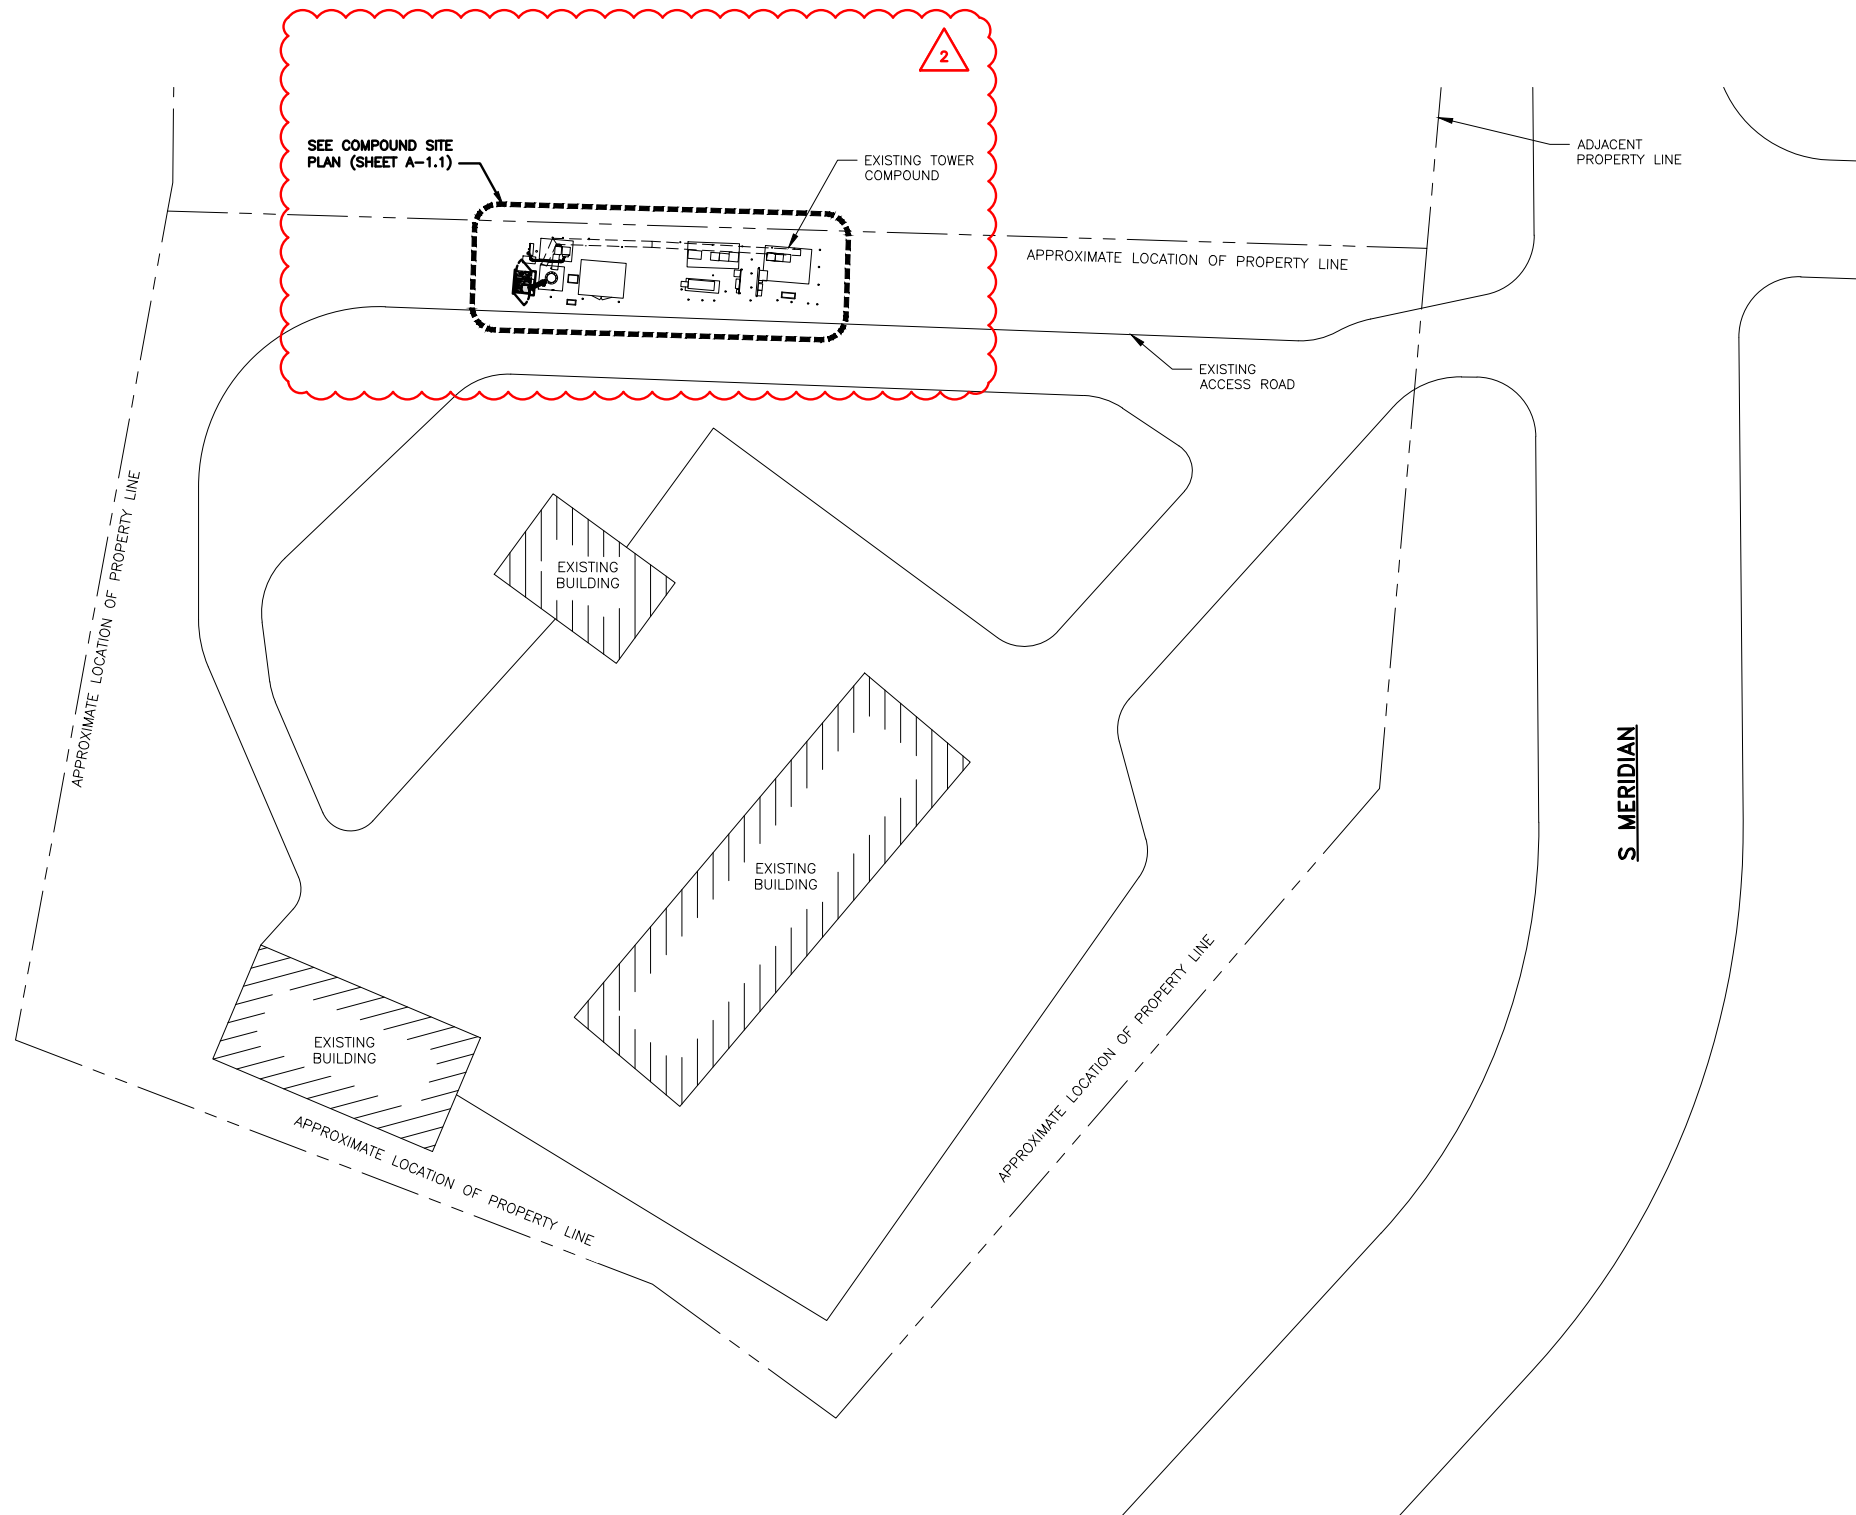 2
SEE COMPOUND SITE
PLAN (SHEET A-1.1)
EXISTING TOWER
COMPOUND
ADJACENT
PROPERTY LINE
APPROXIMATE LOCATION OF PROPERTY LINE
EXISTING
ACCESS ROAD
APPROXIMATE LOCATION OF PROPERTY LINE
EXISTING
BUILDING
S MERIDIAN
EXISTING
BUILDING
APPROXIMATE LOCATION OF PROPERTY LINE
EXISTING
BUILDING
APPROXIMATE LOCATION OF PROPERTY LINE